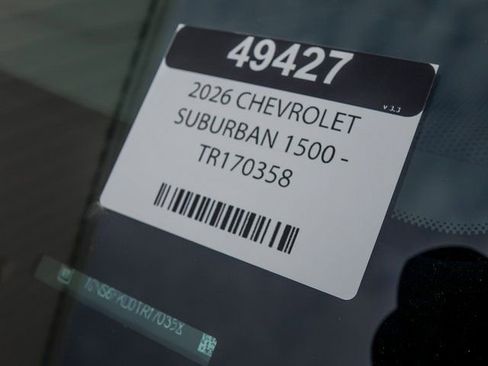 49427
v 3.3
2026 CHEVROLET
SUBURBAN 1500 -
TR170358